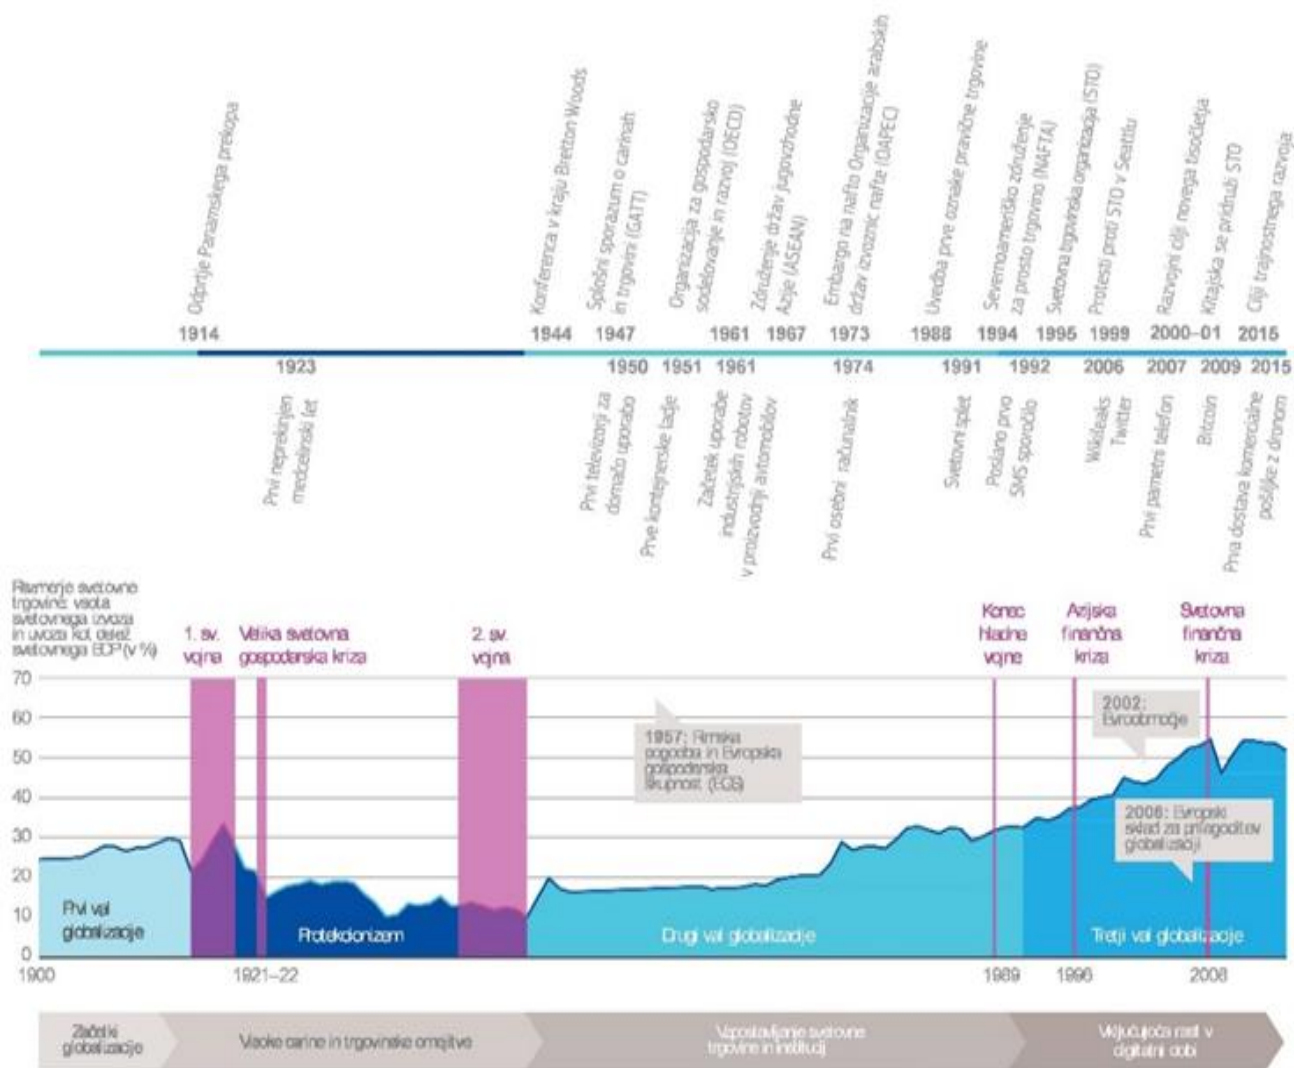 Odprtje Panamskega prekopa
Konferenca v kraju Bretton Woods
Splošni sporazum o carinah
in trgovini (GATT)
Organizacija za gospodarsko
sodelovanje in razvoj (OECD)
Združenje držav jugovzhodne
Azije (ASEAN)
Embargo na nafto Organizacije arabskih
držav izvoznic nafte (OAPEC)
Uvedba prve oznake pravične trgovine
Severnoameriško združenje
za prosto trgovino (NAFTA)
Svetovna trgovinska organizacija (STO)
Protesti proti STO v Seattlu
Razvojni cilji novega tisočletja
Kitajska se pridruži STO
Cilji trajnostnega razvoja
1914 1944 1947 1961 1967 1973 1988 1994 1995 1999 2000–01 2015
1923 1950 1951 1961 1974 1991 1992 2006 2007 2009 2015
Prvi neprekinjen
medcelinski let
Prvi televizorji za
domačo uporabo
Prve kontejnerske ladje
Začetek uporabe
industrijskih robotov
v proizvodnji avtomobilov
Prvi osebni računalnik
Svetovni splet
Poslano prvo
SMS sporočilo
Wikileaks
Twitter
Prvi pametni telefon
Bitcoin
Prva dostava komercialne
pošiljke z dronom
Razmerje svetovne
trgovine: vsota
svetovnega izvoza
in uvoza kot delež
svetovnega BDP (v %)
1. sv.
vojna
Velika svetovna
gospodarska kriza
2. sv.
vojna
Konec
hladne
vojne
Azijska
finančna
kriza
Svetovna
finančna
kriza
70
60
50
40
30
20
10
0
1957: Rimska
pogodba in Evropska
gospodarska
skupnost (EGS)
2002:
Evroobmočje
2006: Evropski
sklad za prilagoditev
globalizaciji
Prvi val
globalizacije
Protekcionizem
Drugi val globalizacije
Tretji val globalizacije
1900 1921–22 1989 1996 2008
Začetki
globalizacije
Visoke carine in trgovinske omejitve
Vzpostavljanje svetovne
trgovine in institucij
Vključujoča rast v
digitalni dobi